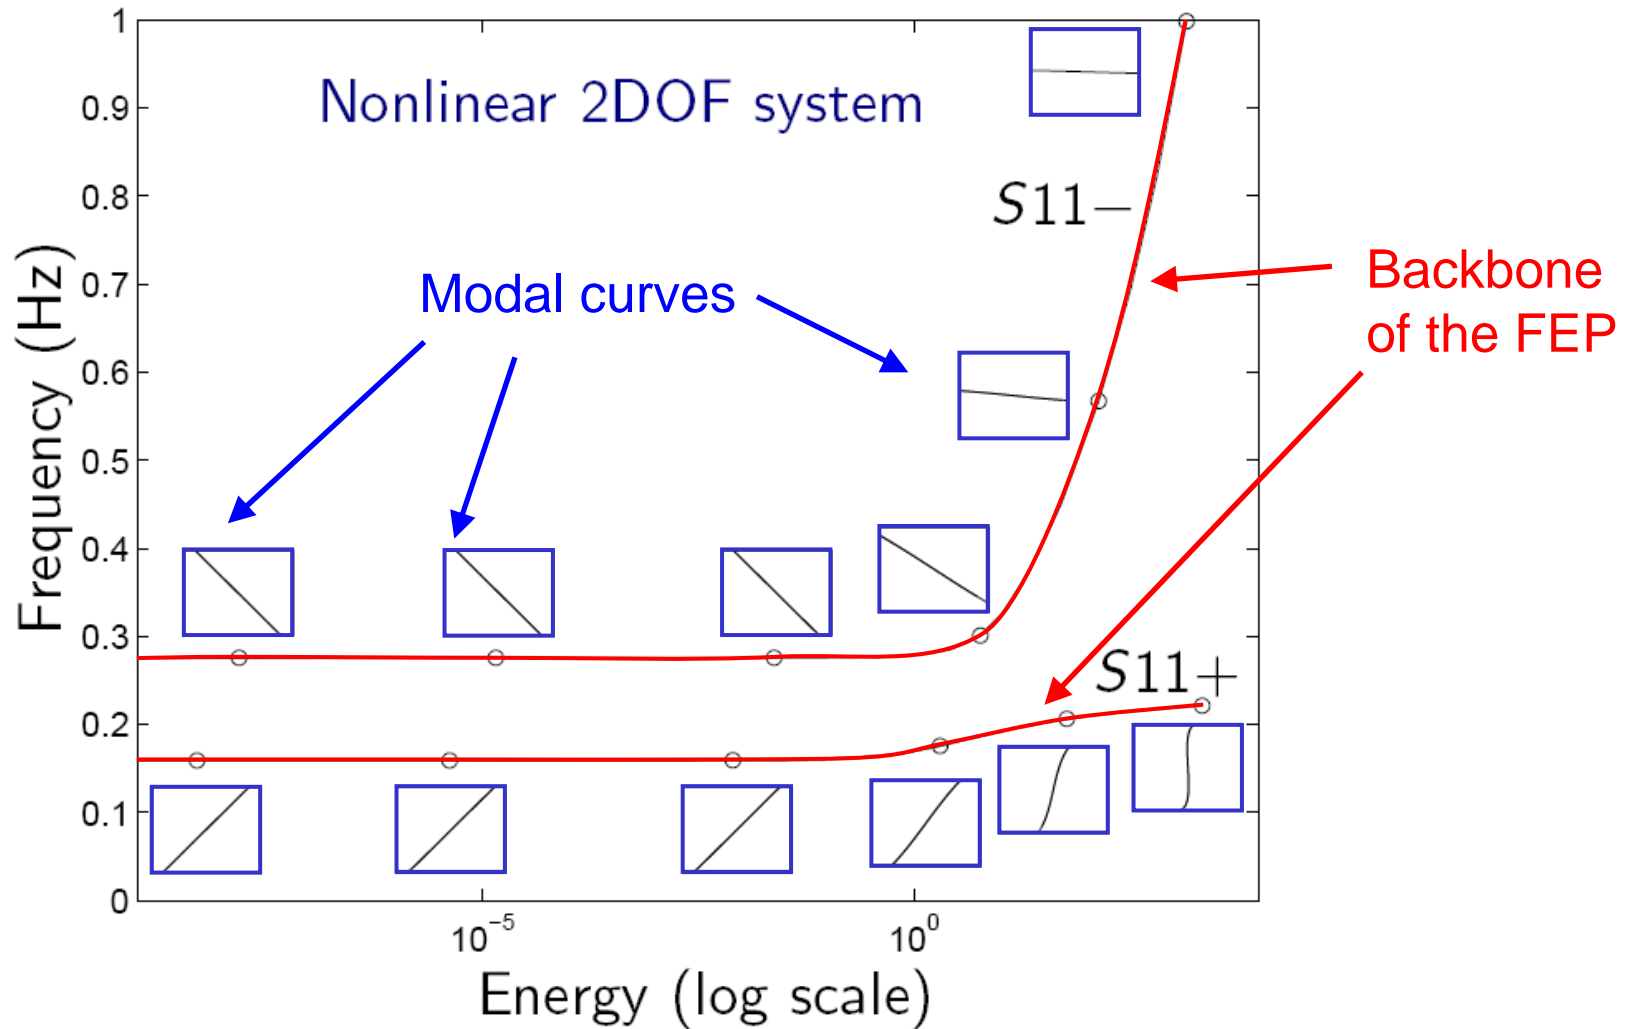 Nonlinear 2DOF system
S11−
Modal curves
Backbone
of the FEP
S11+
Frequency (Hz)
1
0.9
0.8
0.7
0.6
0.5
0.4
0.3
0.2
0.1
0
10^-5
10^0
Energy (log scale)